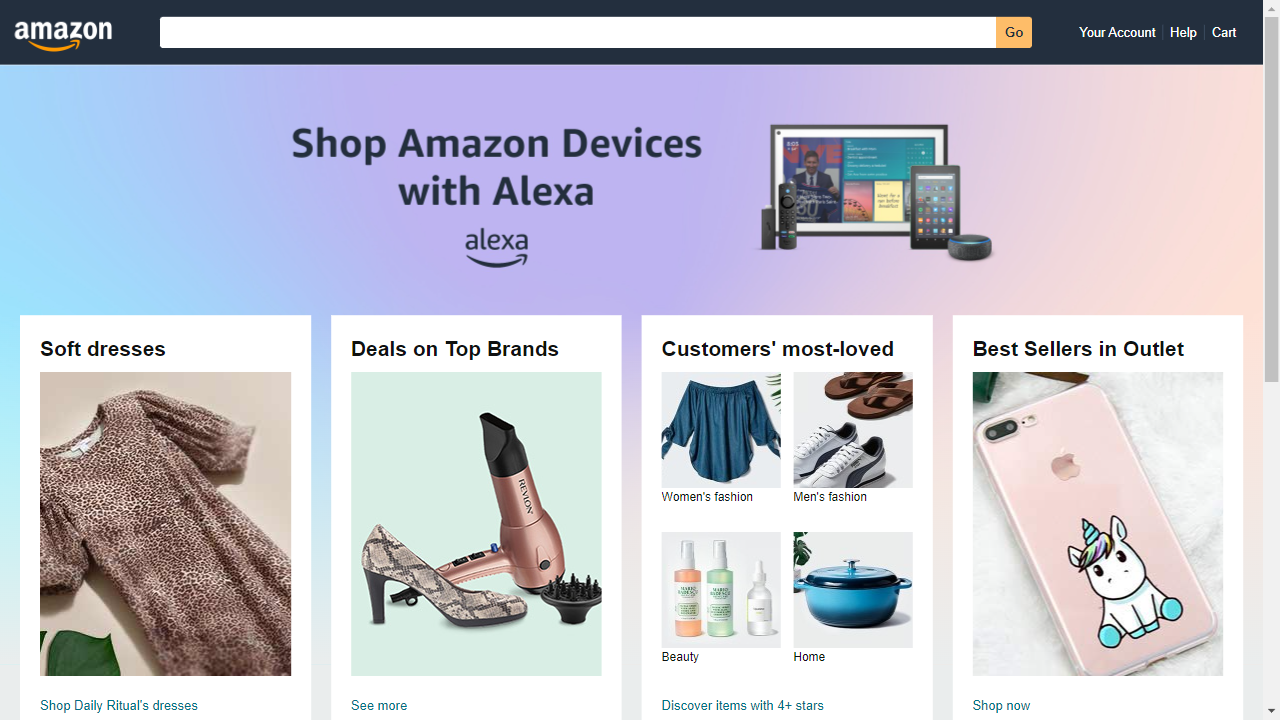 amazon
Go
Your Account
Help
Cart
Shop Amazon Devices
with Alexa
alexa
Soft dresses
Deals on Top Brands
Customers' most-loved
Best Sellers in Outlet
REVLON
Women's fashion
Men's fashion
Beauty
Home
Shop Daily Ritual's dresses
See more
Discover items with 4+ stars
Shop now